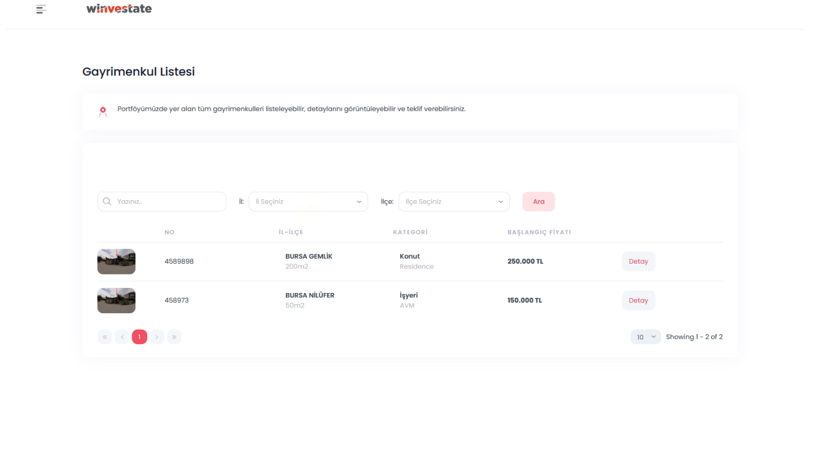 winvestate
Gayrimenkul Listesi
Portföyümüzde yer alan tüm gayrimenkulleri listeleyebilir, detaylarını görüntüleyebilir ve teklif verebilirsiniz.
Yazınız.. İl: İl Seçiniz İlçe: İlçe Seçiniz Ara
NO İL-İLÇE KATEGORİ BAŞLANGIÇ FİYATI
4589898 BURSA GEMLİK Konut 250.000 TL Detay
200m2 Residence
458973 BURSA NİLÜFER İşyeri 150.000 TL Detay
50m2 AVM
« ‹ 1 › » 10 Showing 1 - 2 of 2